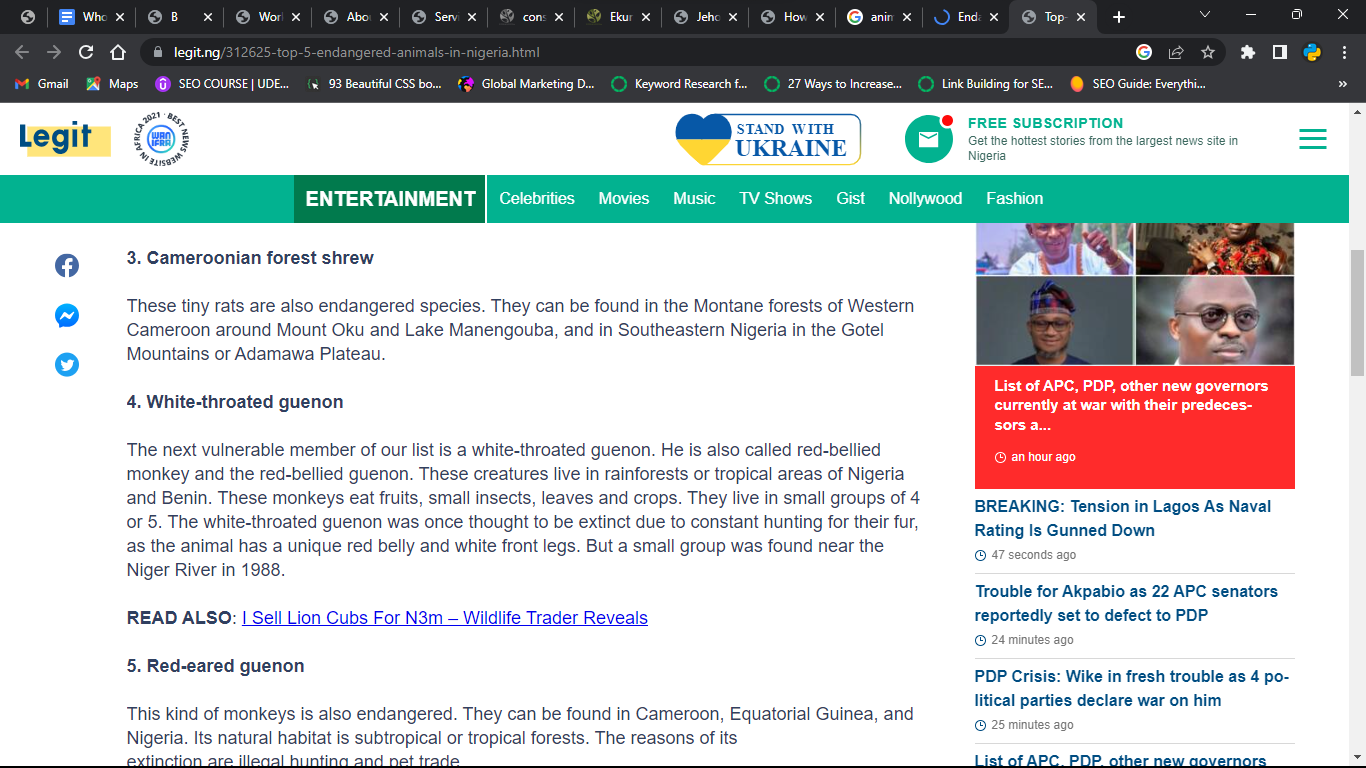 Who
B
Worl
Abo
Servi
cons
Ekur
Jeho
How
anim
Enda
Top-
legit.ng/312625-top-5-endangered-animals-in-nigeria.html
Gmail
Maps
SEO COURSE | UDE...
93 Beautiful CSS bo...
Global Marketing D...
Keyword Research f...
27 Ways to Increase...
Link Building for SE...
SEO Guide: Everythi...
»
Legit
BEST NEWS WEBSITE IN AFRICA 2021
WAN IFRA
STAND WITH
UKRAINE
FREE SUBSCRIPTION
Get the hottest stories from the largest news site in
Nigeria
ENTERTAINMENT
Celebrities
Movies
Music
TV Shows
Gist
Nollywood
Fashion
3. Cameroonian forest shrew
These tiny rats are also endangered species. They can be found in the Montane forests of Western
Cameroon around Mount Oku and Lake Manengouba, and in Southeastern Nigeria in the Gotel
Mountains or Adamawa Plateau.
4. White-throated guenon
The next vulnerable member of our list is a white-throated guenon. He is also called red-bellied
monkey and the red-bellied guenon. These creatures live in rainforests or tropical areas of Nigeria
and Benin. These monkeys eat fruits, small insects, leaves and crops. They live in small groups of 4
or 5. The white-throated guenon was once thought to be extinct due to constant hunting for their fur,
as the animal has a unique red belly and white front legs. But a small group was found near the
Niger River in 1988.
READ ALSO: I Sell Lion Cubs For N3m – Wildlife Trader Reveals
5. Red-eared guenon
This kind of monkeys is also endangered. They can be found in Cameroon, Equatorial Guinea, and
Nigeria. Its natural habitat is subtropical or tropical forests. The reasons of its
extinction are illegal hunting and pet trade
List of APC, PDP, other new governors
currently at war with their predeces-
sors a...
an hour ago
BREAKING: Tension in Lagos As Naval
Rating Is Gunned Down
47 seconds ago
Trouble for Akpabio as 22 APC senators
reportedly set to defect to PDP
24 minutes ago
PDP Crisis: Wike in fresh trouble as 4 po-
litical parties declare war on him
25 minutes ago
List of APC, PDP, other new governors